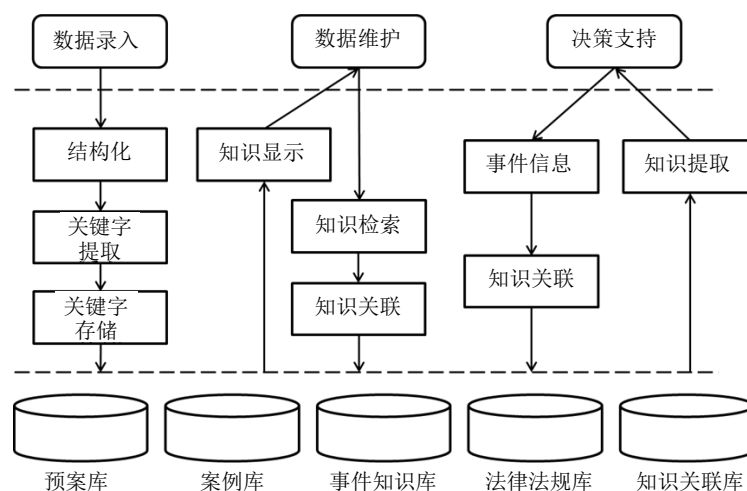 数据录入
数据维护
决策支持
结构化
知识显示
事件信息
知识提取
关键字
提取
知识检索
知识关联
关键字
存储
知识关联
预案库
案例库
事件知识库
法律法规库
知识关联库